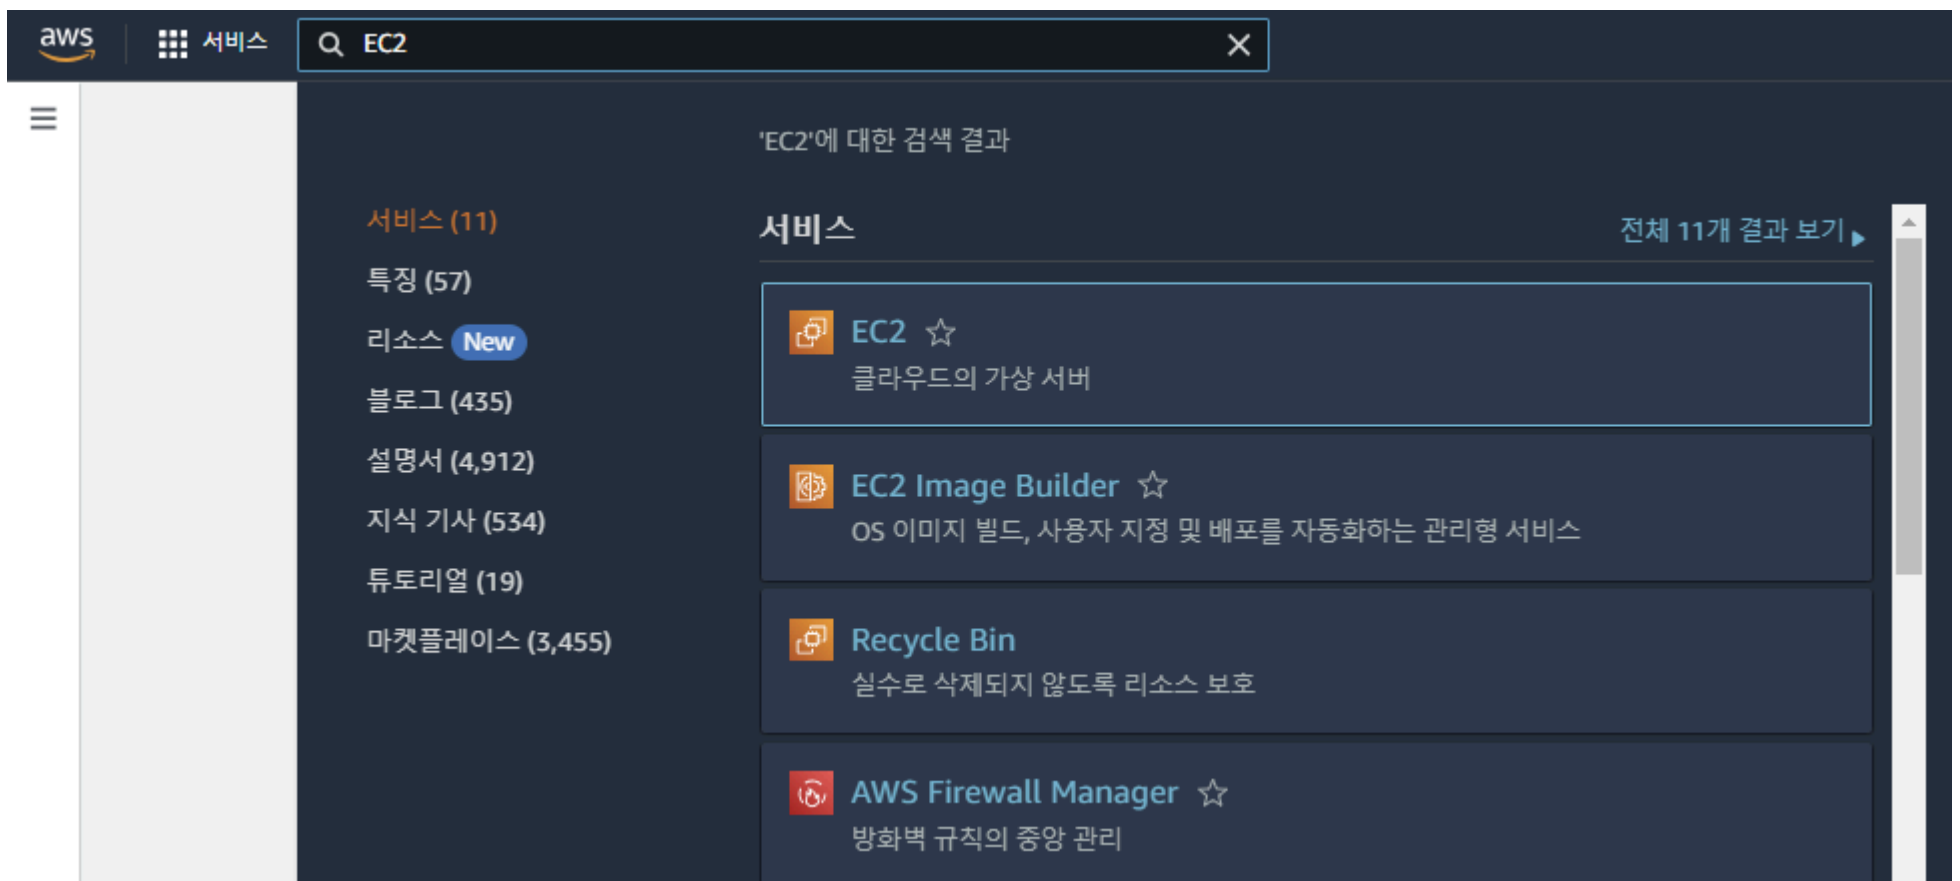 aws 서비스 EC2
'EC2'에 대한 검색 결과
서비스 (11)
특징 (57)
리소스 New
블로그 (435)
설명서 (4,912)
지식 기사 (534)
튜토리얼 (19)
마켓플레이스 (3,455)
서비스 전체 11개 결과 보기
EC2
클라우드의 가상 서버
EC2 Image Builder
OS 이미지 빌드, 사용자 지정 및 배포를 자동화하는 관리형 서비스
Recycle Bin
실수로 삭제되지 않도록 리소스 보호
AWS Firewall Manager
방화벽 규칙의 중앙 관리